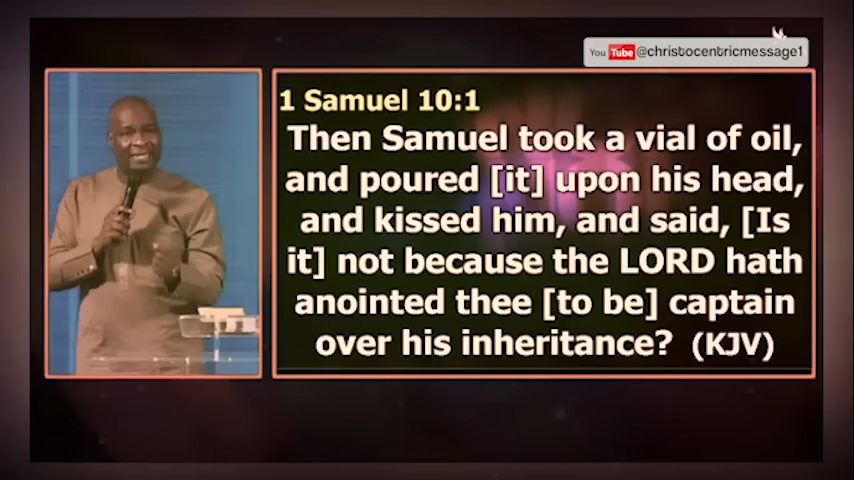 You Tube @christocentricmessage1
1 Samuel 10:1
Then Samuel took a vial of oil,
and poured [it] upon his head,
and kissed him, and said, [Is
it] not because the LORD hath
anointed thee [to be] captain
over his inheritance? (KJV)